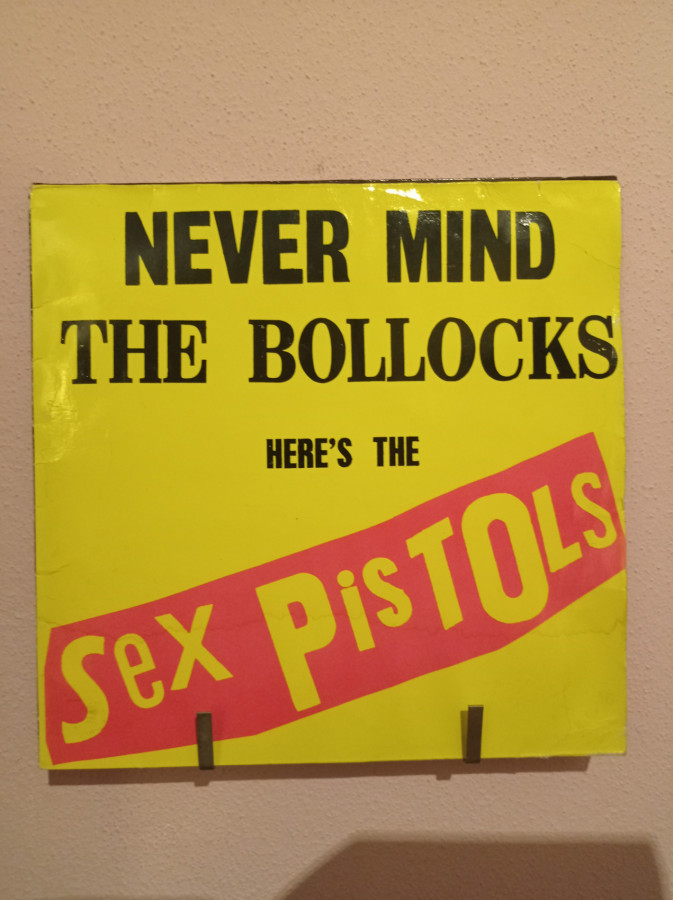 NEVER MIND
THE BOLLOCKS
HERE'S THE
Sex PisTOLS